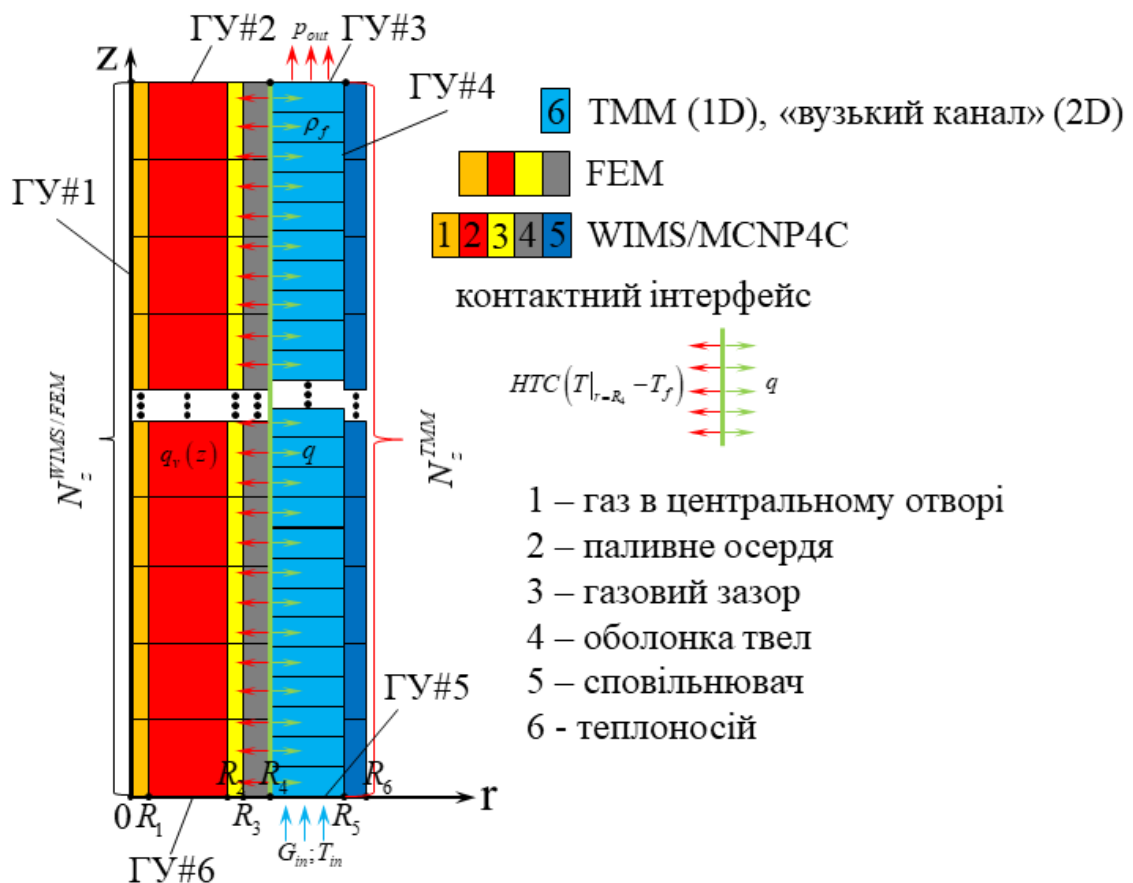 ГУ#2
p_out
ГУ#3
z
ГУ#4
ρ_f
6 ТММ (1D), «вузький канал» (2D)
FEM
1 2 3 4 5 WIMS/MCNP4C
ГУ#1
контактний інтерфейс
HTC(T|_{r=R_4} − T_f)
q
N_z^{WIMS/FEM}
q_v(z)
q
N_z^{TMM}
1 – газ в центральному отворі
2 – паливне осердя
3 – газовий зазор
4 – оболонка твел
5 – сповільнювач
6 - теплоносій
ГУ#5
R_2 R_4 R_6
r
0 R_1 R_3 R_5
G_in; T_in
ГУ#6